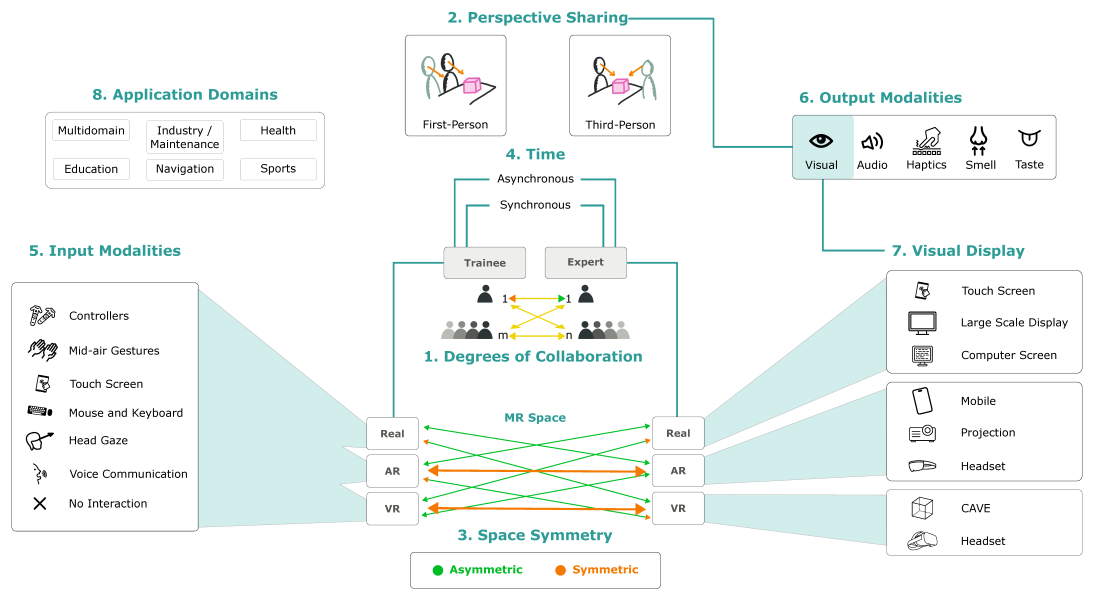 2. Perspective Sharing
First-Person
Third-Person
8. Application Domains
Multidomain
Industry /
Maintenance
Health
Education
Navigation
Sports
6. Output Modalities
Visual
Audio
Haptics
Smell
Taste
4. Time
Asynchronous
Synchronous
Trainee
Expert
1
1
m
n
1. Degrees of Collaboration
5. Input Modalities
Controllers
Mid-air Gestures
Touch Screen
Mouse and Keyboard
Head Gaze
Voice Communication
No Interaction
7. Visual Display
Touch Screen
Large Scale Display
Computer Screen
Mobile
Projection
Headset
CAVE
Headset
MR Space
Real
AR
VR
Real
AR
VR
3. Space Symmetry
Asymmetric
Symmetric